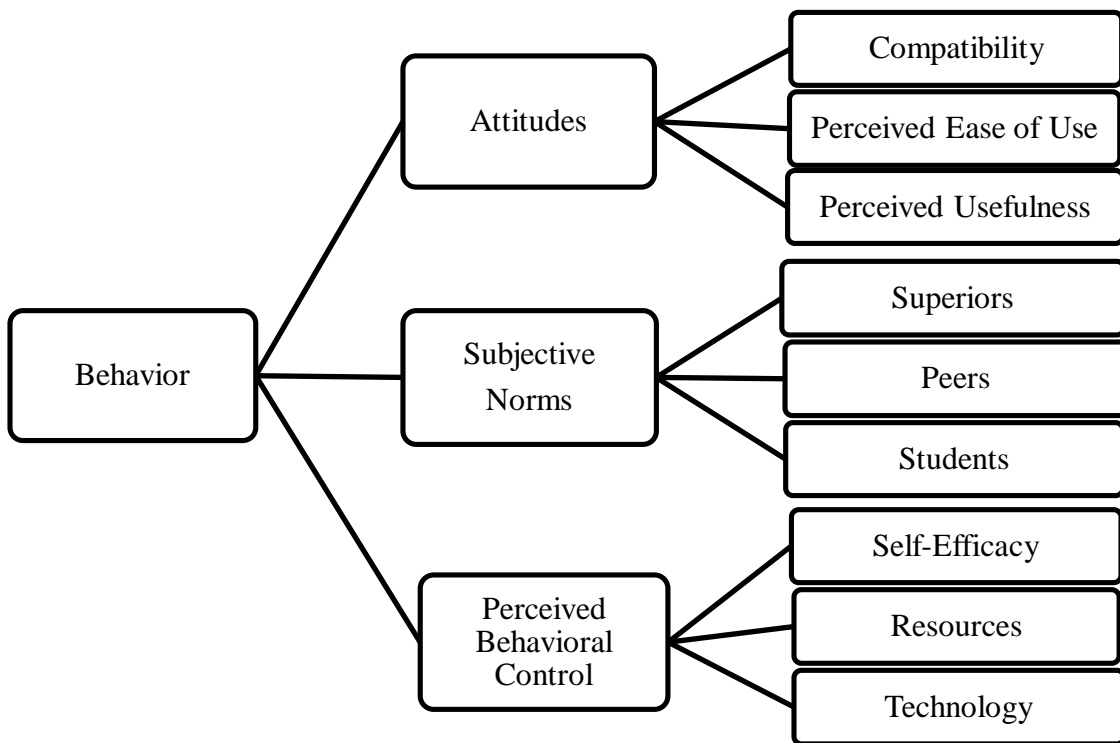 Behavior
Attitudes
Compatibility
Perceived Ease of Use
Perceived Usefulness
Subjective
Norms
Superiors
Peers
Students
Perceived
Behavioral
Control
Self-Efficacy
Resources
Technology